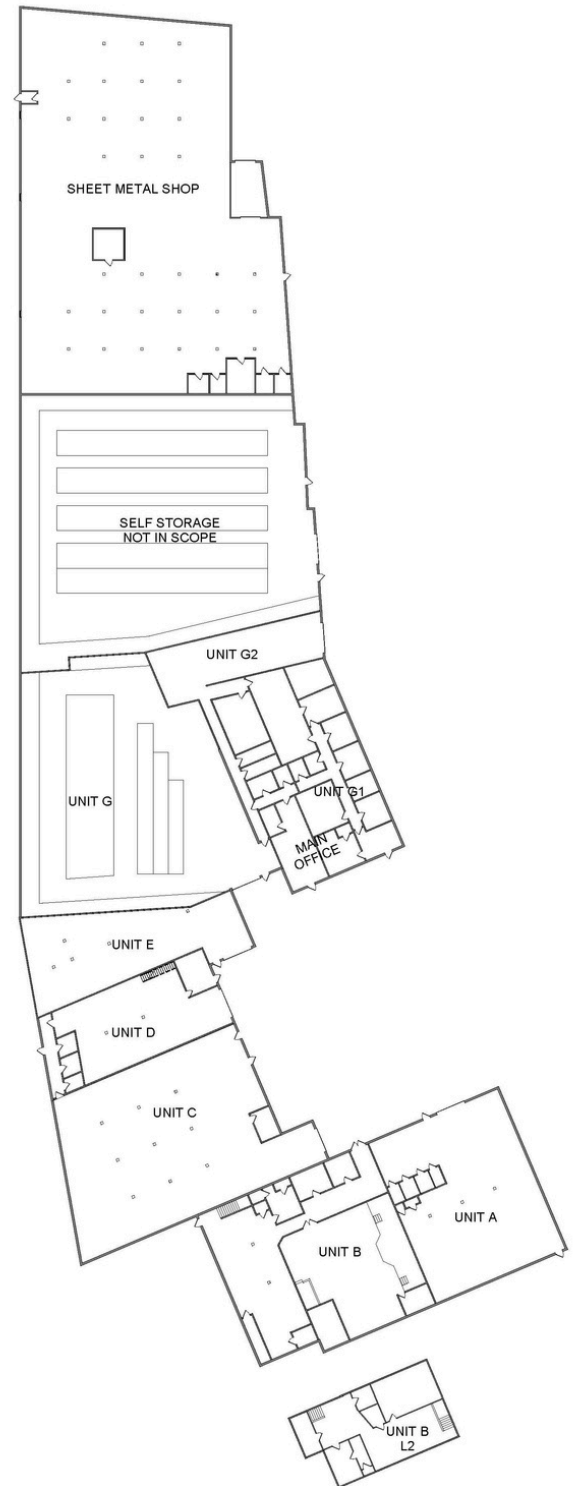 SHEET METAL SHOP
SELF STORAGE
NOT IN SCOPE
UNIT G2
UNIT G
UNIT G1
MAIN
OFFICE
UNIT E
UNIT D
UNIT C
UNIT A
UNIT B
UNIT B
L2